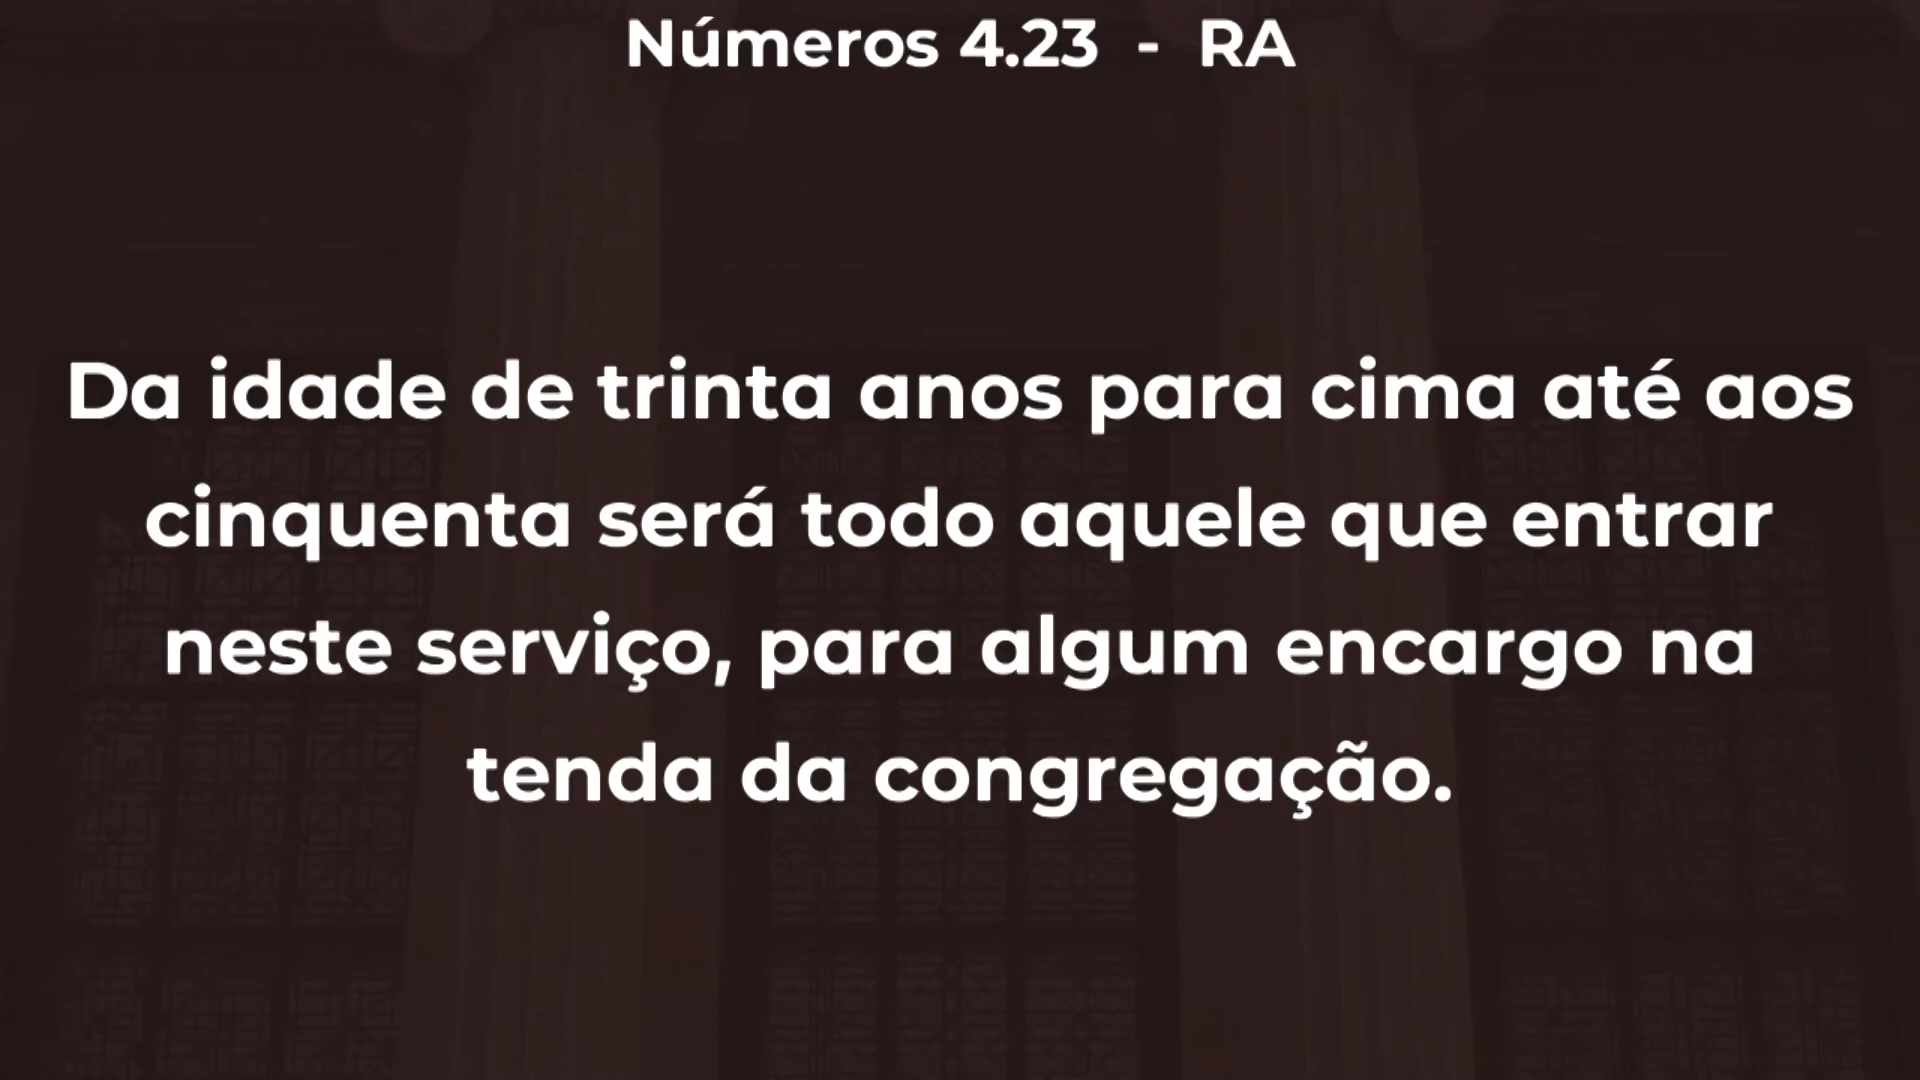 Números 4.23 - RA
Da idade de trinta anos para cima até aos
cinquenta será todo aquele que entrar
neste serviço, para algum encargo na
tenda da congregação.